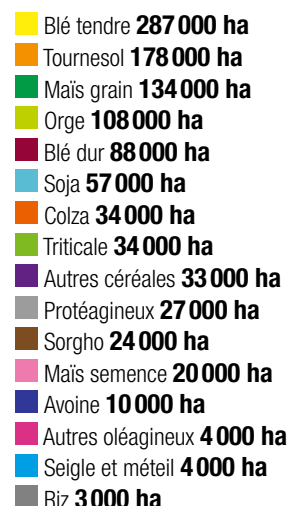 Blé tendre 287 000 ha
Tournesol 178 000 ha
Maïs grain 134 000 ha
Orge 108 000 ha
Blé dur 88 000 ha
Soja 57 000 ha
Colza 34 000 ha
Triticale 34 000 ha
Autres céréales 33 000 ha
Protéagineux 27 000 ha
Sorgho 24 000 ha
Maïs semence 20 000 ha
Avoine 10 000 ha
Autres oléagineux 4 000 ha
Seigle et méteil 4 000 ha
Riz 3 000 ha